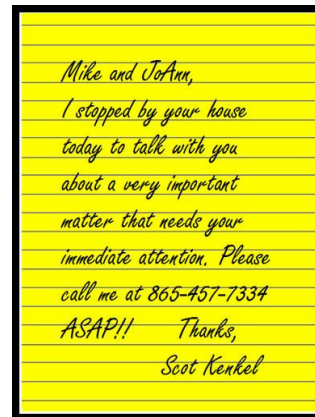 Mike and JoAnn,
I stopped by your house
today to talk with you
about a very important
matter that needs your
immediate attention. Please
call me at 865-457-7334
ASAP!! Thanks,
Scot Kenkel